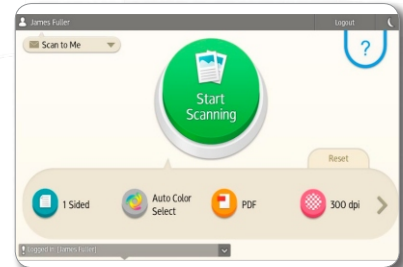 James Fuller
Logout
Scan to Me
?
Start
Scanning
Reset
1 Sided
Auto Color
Select
PDF
300 dpi
Logged in. [James Fuller]